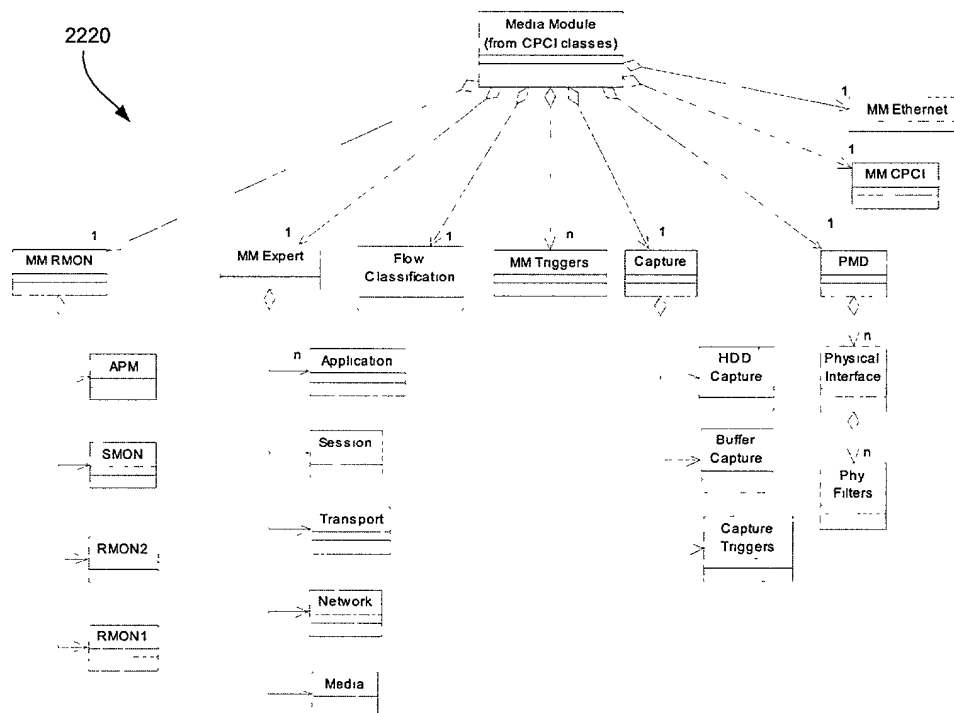 2220
Media Module
(from CPCI classes)
1
MM Ethernet
1
MM CPCI
1
MM RMON
1
MM Expert
1
Flow
Classification
n
MM Triggers
1
Capture
1
PMD
APM
SMON
RMON2
RMON1
n
Application
Session
Transport
Network
Media
HDD
Capture
Buffer
Capture
Capture
Triggers
n
Physical
Interface
n
Phy
Filters